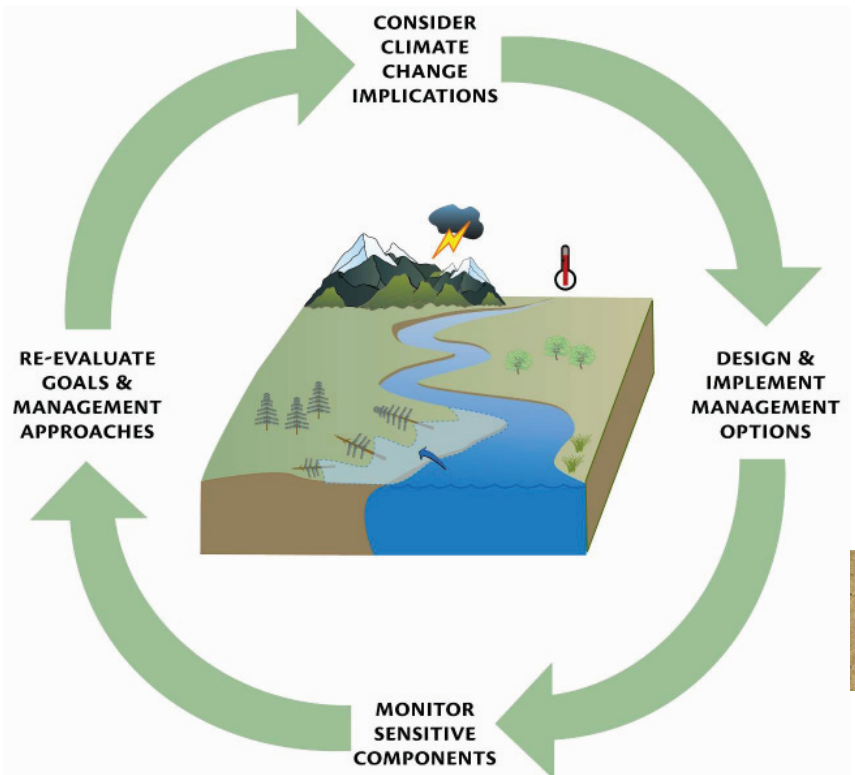 CONSIDER
CLIMATE
CHANGE
IMPLICATIONS
DESIGN &
IMPLEMENT
MANAGEMENT
OPTIONS
MONITOR
SENSITIVE
COMPONENTS
RE-EVALUATE
GOALS &
MANAGEMENT
APPROACHES